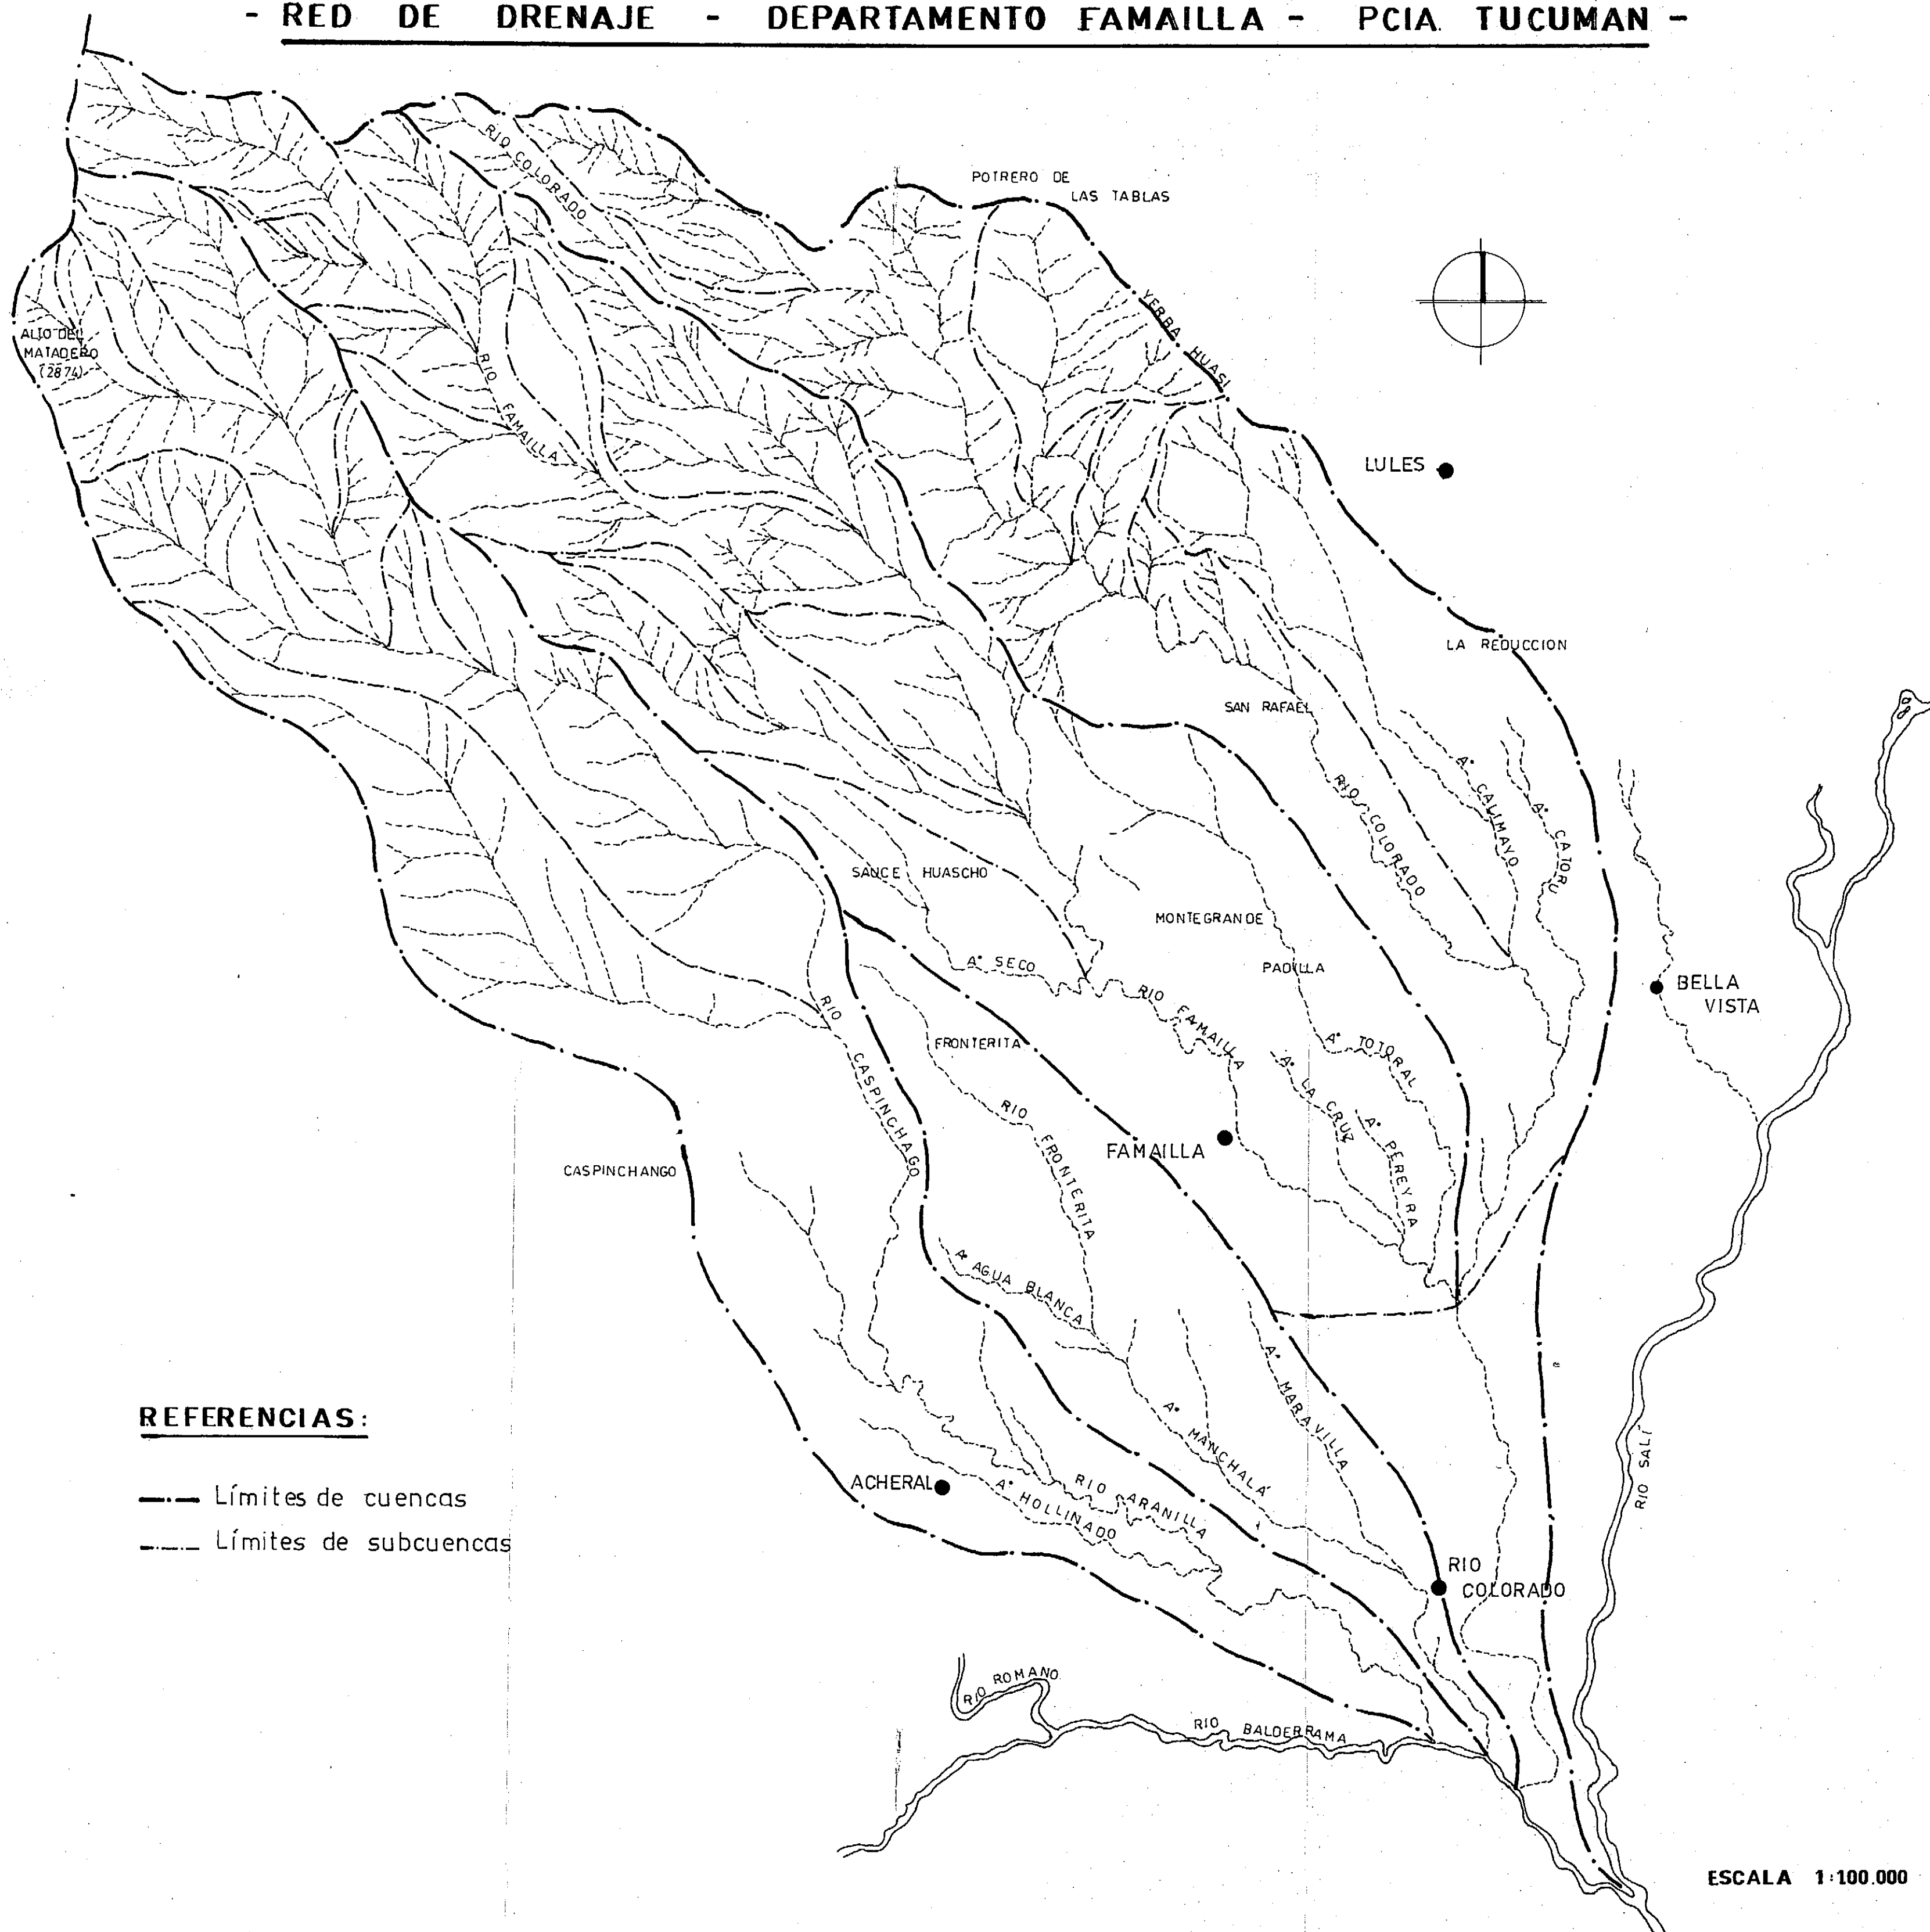 - RED DE DRENAJE - DEPARTAMENTO FAMAILLA - PCIA. TUCUMAN -
RIO COLORADO
POTRERO DE
LAS TABLAS
YERBA HUASI
ALTO DEL
MATADERO
(2874)
RIO FAMAILLA
LULES
LA REDUCCION
SAN RAFAEL
RIO COLORADO
A° CALIMAYO
A° CATORU
SAUCE HUASCHO
MONTEGRANDE
PADILLA
A° SECO
RIO FAMAILLA
BELLA
VISTA
RIO CASPINCHAGO
FRONTERITA
A° TOTORAL
A° LA CRUZ
A° PEREYRA
RIO FRONTERITA
FAMAILLA
CASPINCHANGO
A° AGUA BLANCA
A° MARAVILLA
A° MANCHALÁ
REFERENCIAS:
Límites de cuencas
Límites de subcuencas
ACHERAL
RIO ARANILLA
A° HOLLINADO
RIO SALÍ
RIO
COLORADO
RIO ROMANO
RIO BALDERRAMA
ESCALA 1:100.000